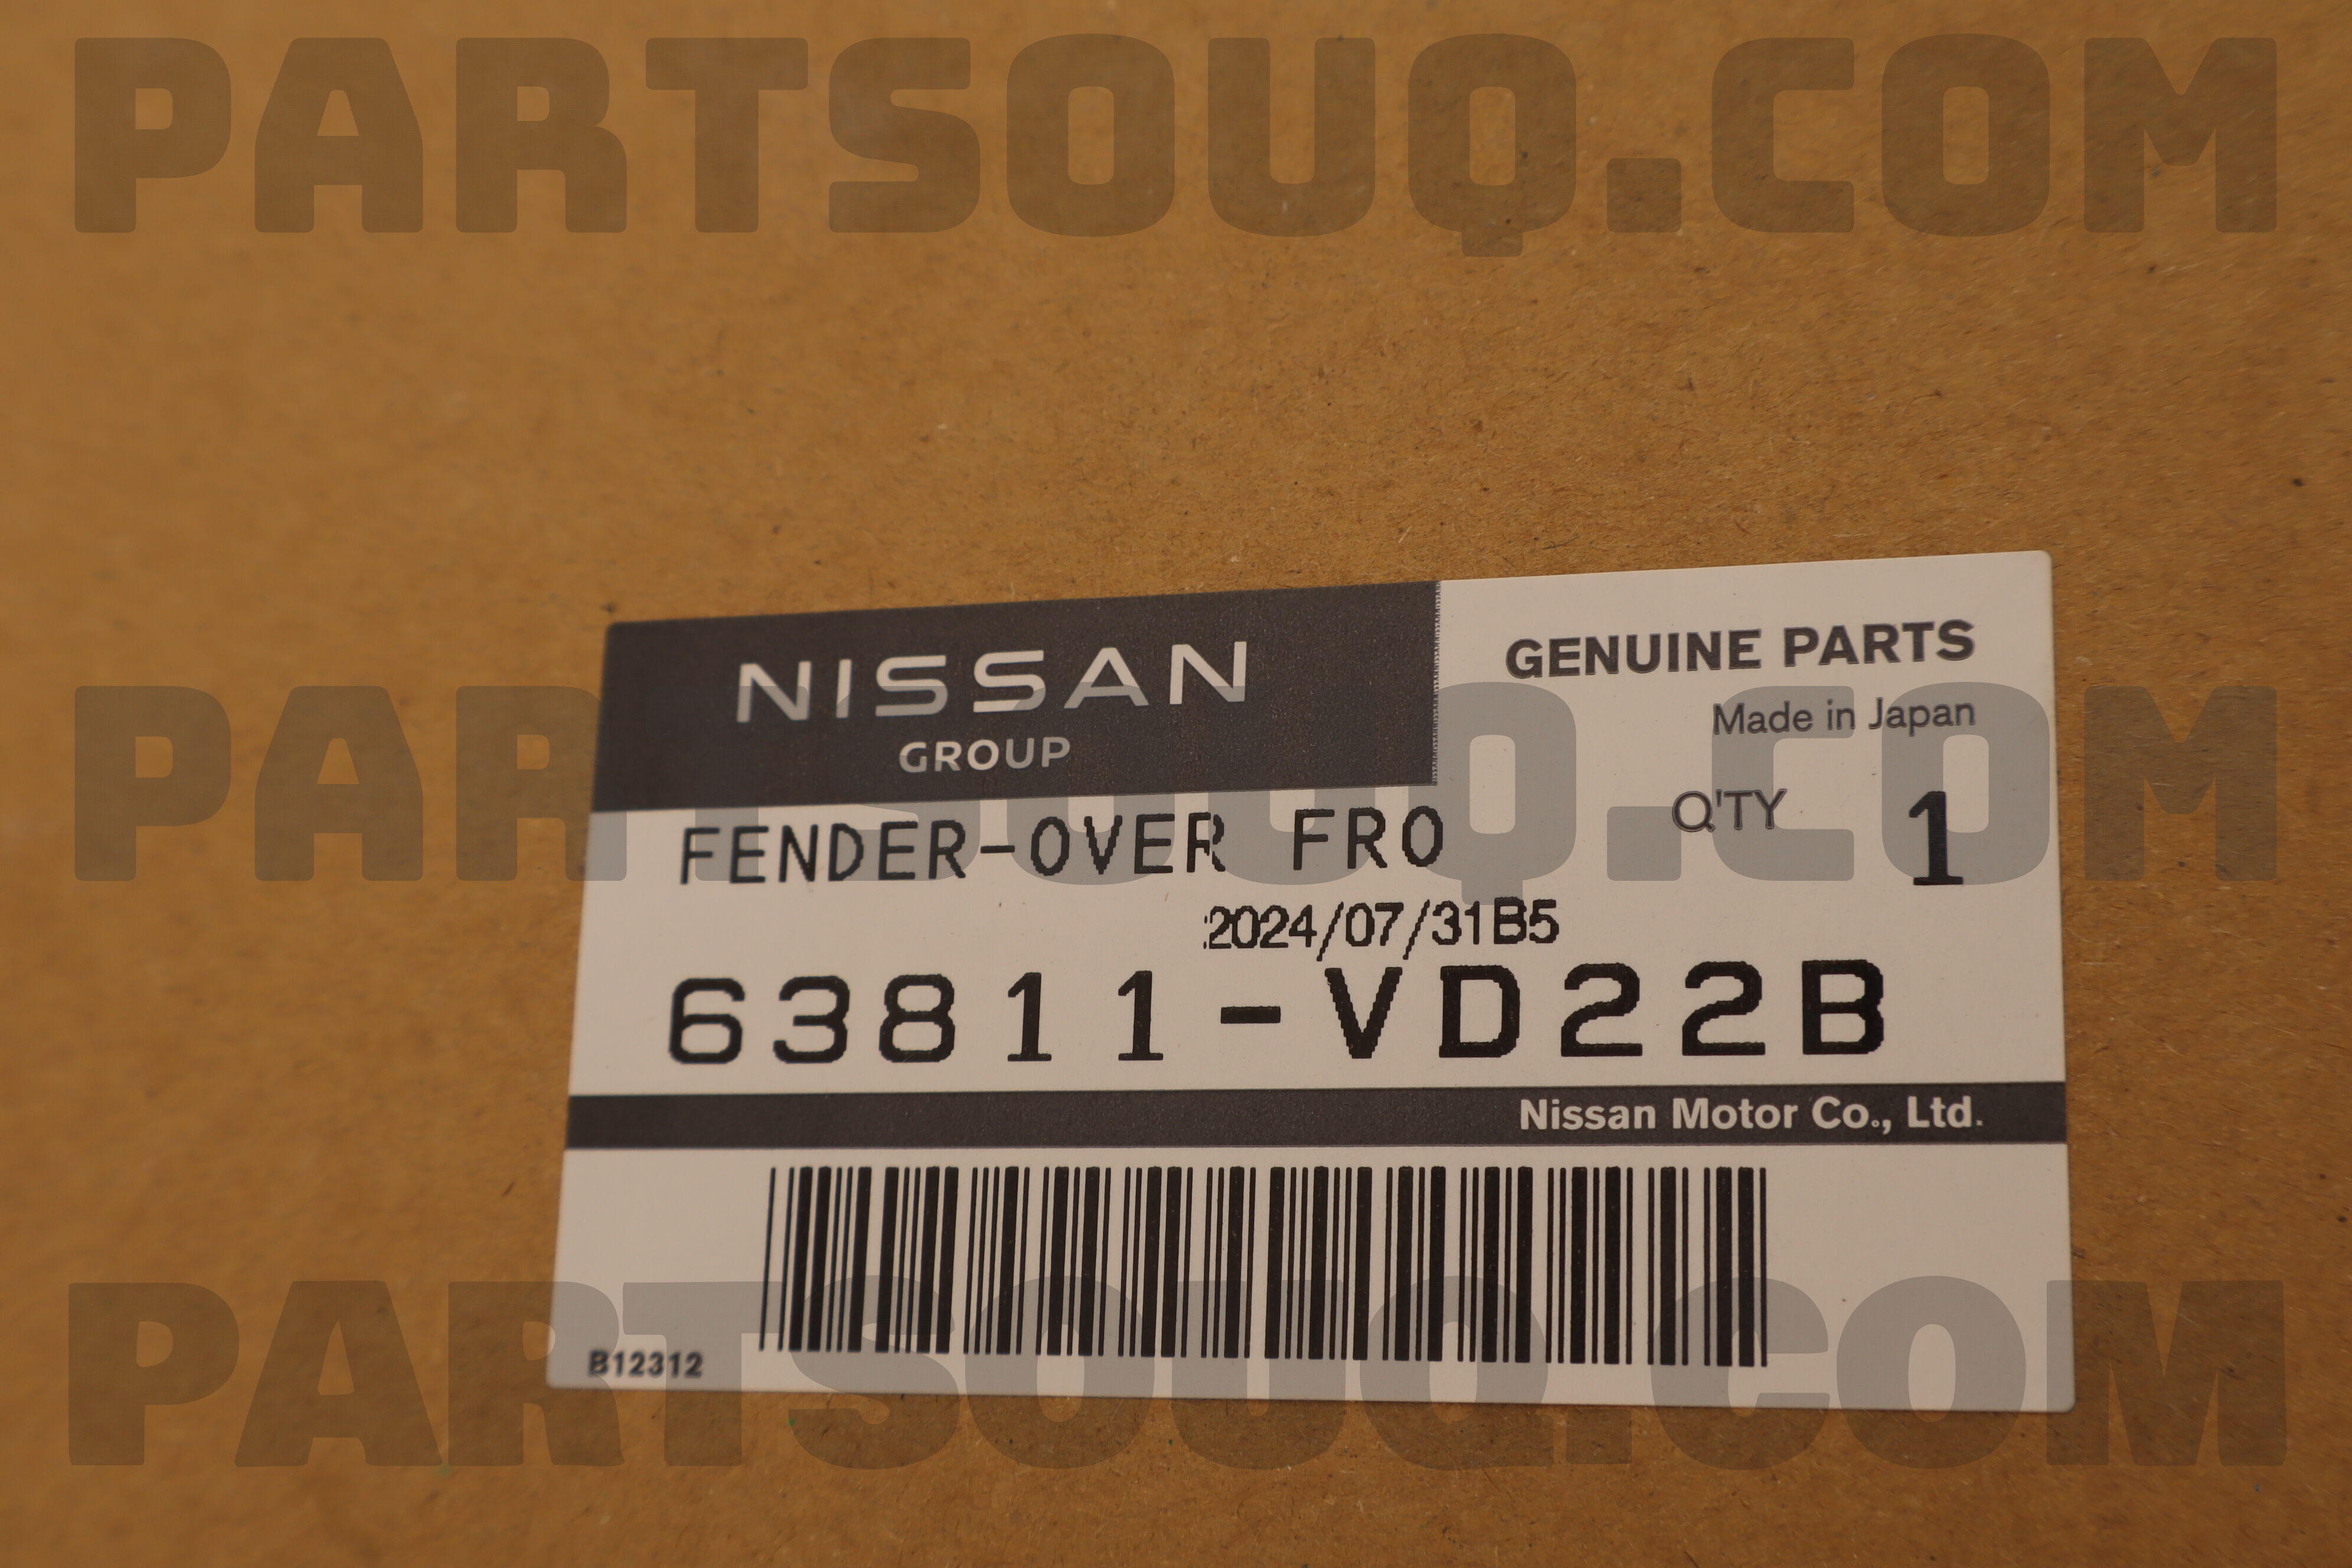 PARTSOUQ.COM
NISSAN
GROUP
GENUINE PARTS
Made in Japan
PARTSOUQ.COM
FENDER-OVER FRO
Q'TY 1
2024/07/31B5
63811-VD22B
Nissan Motor Co., Ltd.
B12312
PARTSOUQ.COM